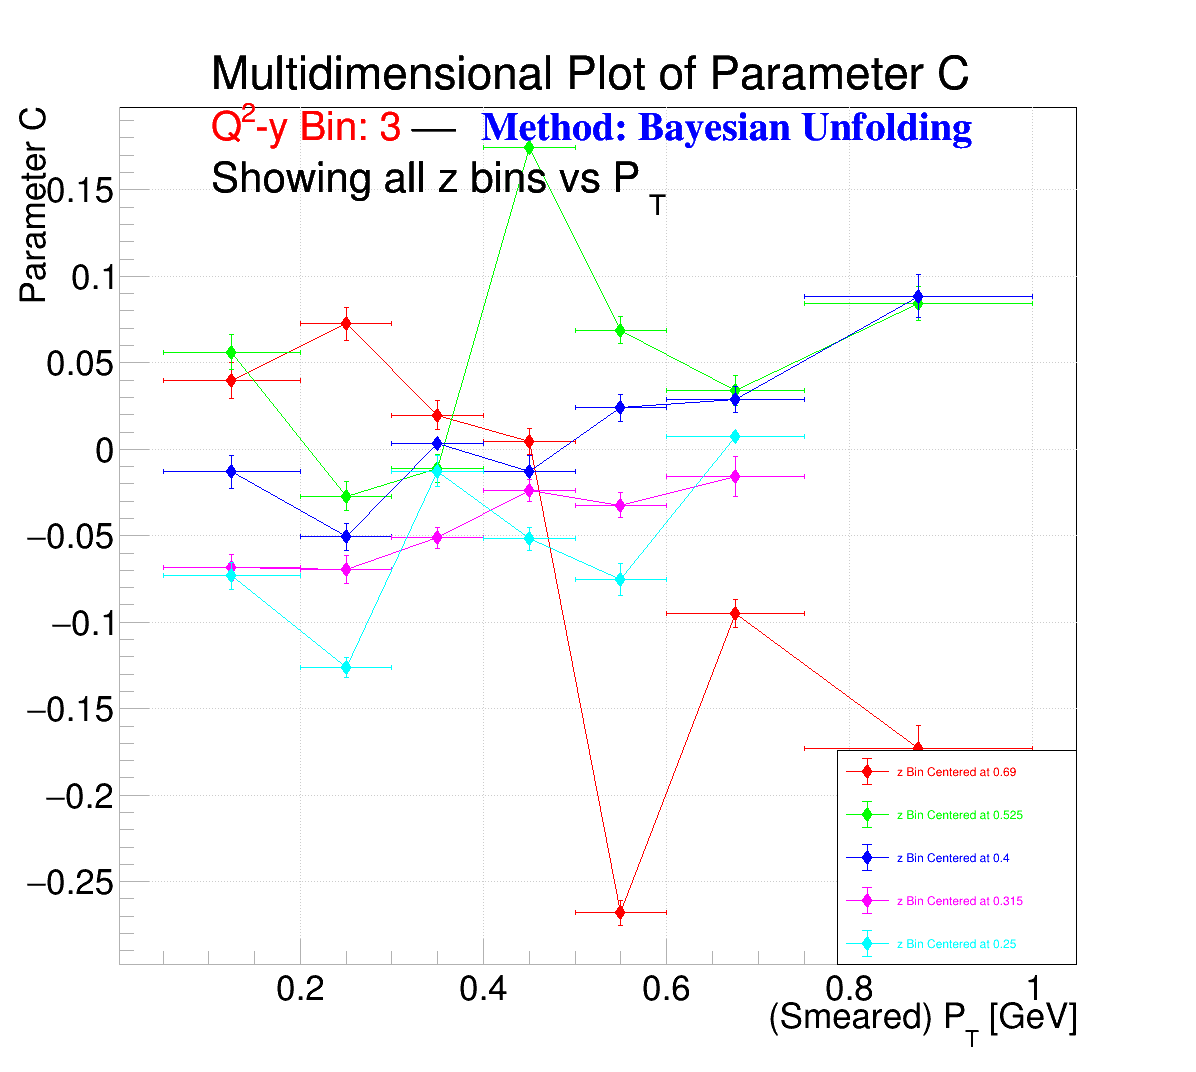 Multidimensional Plot of Parameter C
Q²-y Bin: 3 — Method: Bayesian Unfolding
Showing all z bins vs P_T
Parameter C
0.15
0.1
0.05
0
−0.05
−0.1
−0.15
−0.2
−0.25
z Bin Centered at 0.69
z Bin Centered at 0.525
z Bin Centered at 0.4
z Bin Centered at 0.315
z Bin Centered at 0.25
0.2 0.4 0.6 0.8 1
(Smeared) P_T [GeV]